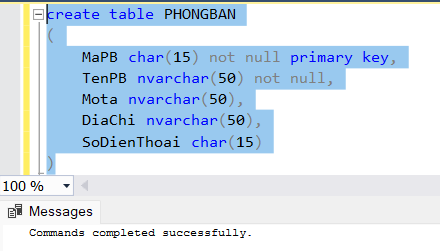 create table PHONGBAN
(
MaPB char(15) not null primary key,
TenPB nvarchar(50) not null,
Mota nvarchar(50),
DiaChi nvarchar(50),
SoDienThoai char(15)
)
100 %
Messages
Commands completed successfully.